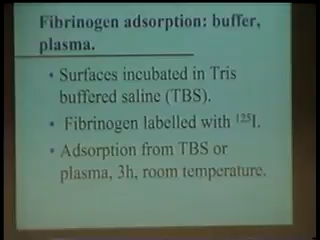 Fibrinogen adsorption: buffer,
plasma.
• Surfaces incubated in Tris
buffered saline (TBS).
• Fibrinogen labelled with ¹²⁵I.
• Adsorption from TBS or
plasma, 3h, room temperature.